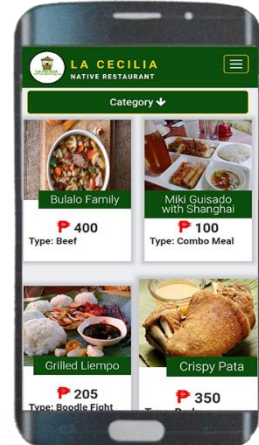 LA CECILIA
NATIVE RESTAURANT
Category ↓
Bulalo Family
₱ 400
Type: Beef
Miki Guisado
with Shanghai
₱ 100
Type: Combo Meal
Grilled Liempo
₱ 205
Type: Boodle Fight
Crispy Pata
₱ 350